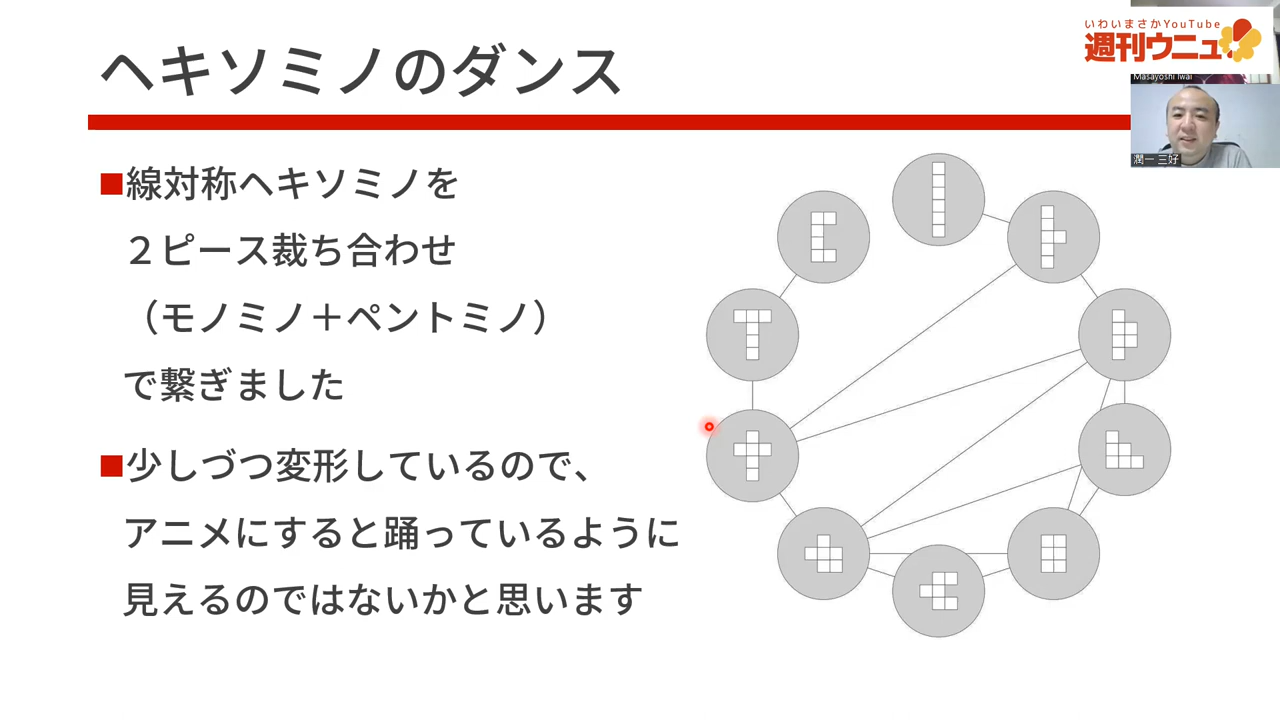 ヘキソミノのダンス
いわいまさかYouTube
週刊ウニュ
Masayoshi Iwai
潤一 三好
■線対称ヘキソミノを
２ピース裁ち合わせ
（モノミノ＋ペントミノ）
で繋ぎました
■少しづつ変形しているので、
アニメにすると踊っているように
見えるのではないかと思います